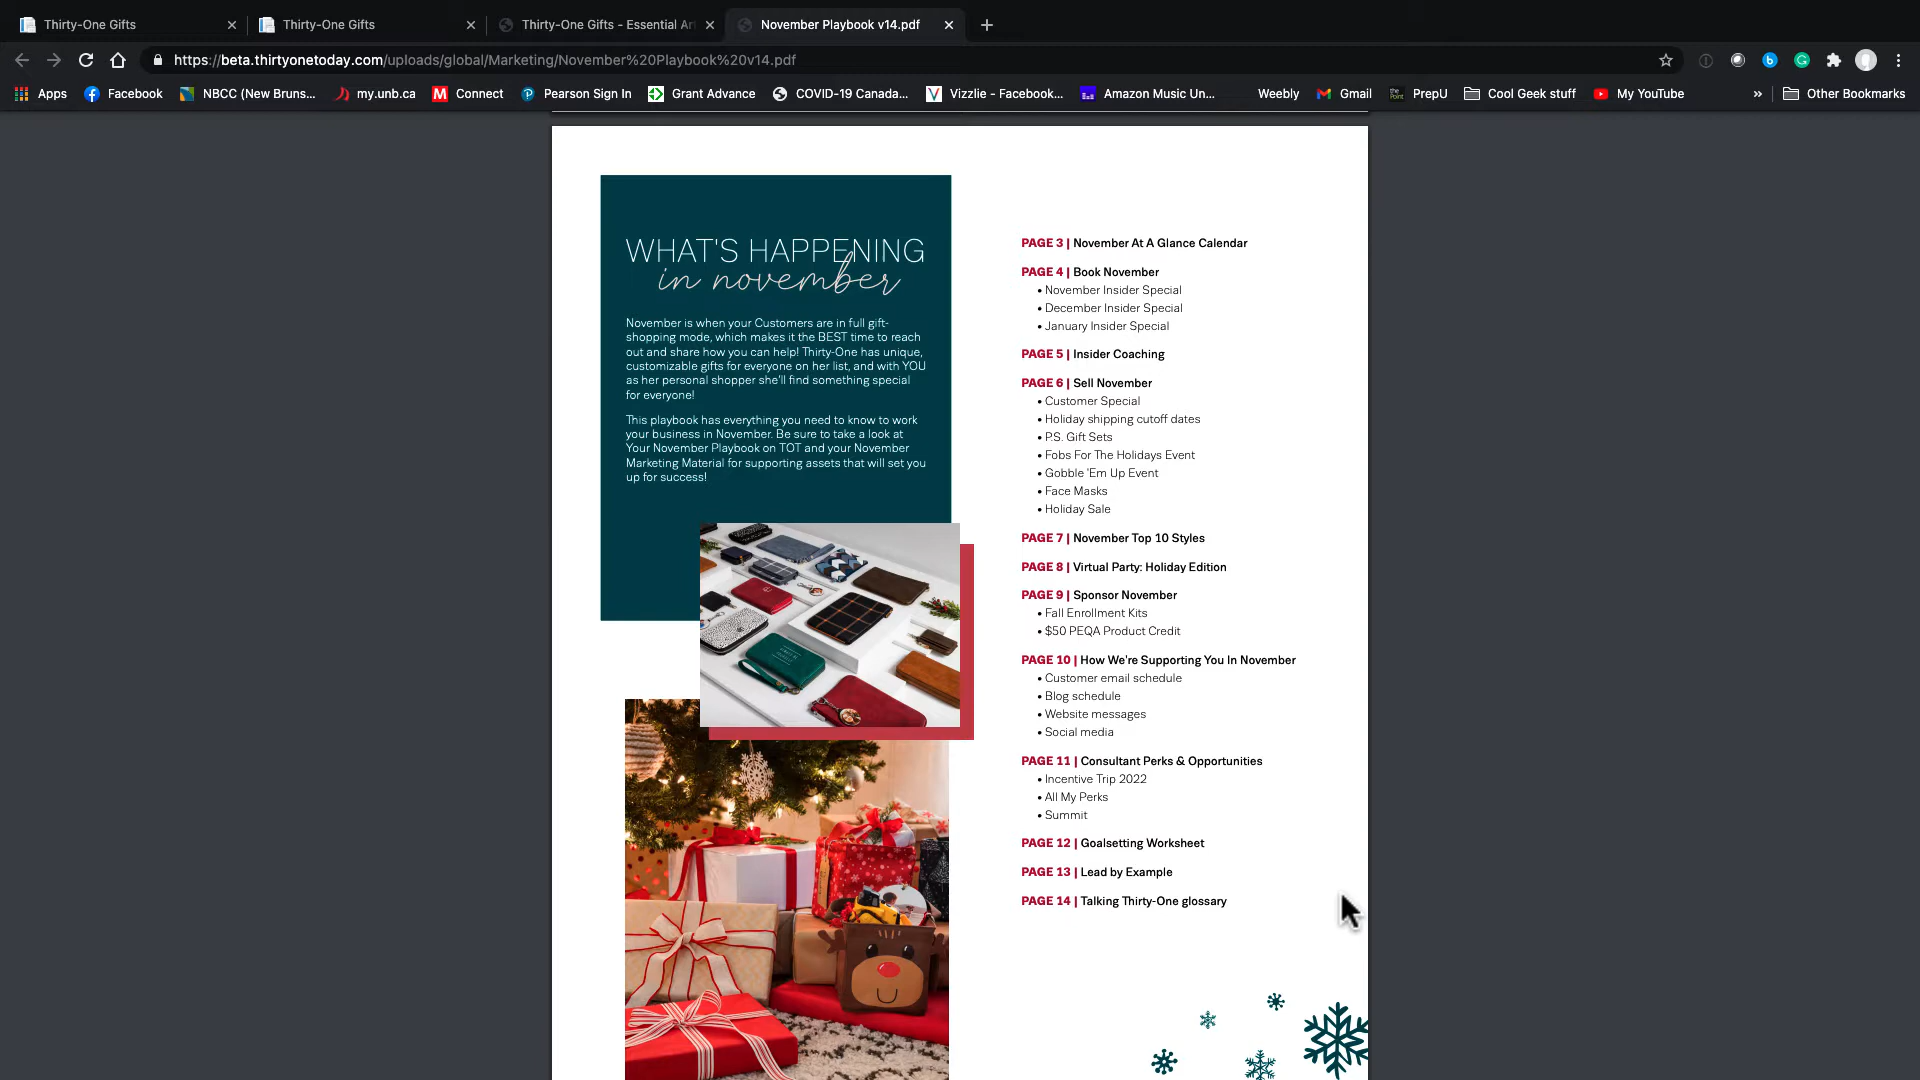 Thirty-One Gifts
Thirty-One Gifts
Thirty-One Gifts - Essential Ar
November Playbook v14.pdf
https://beta.thirtyonetoday.com/uploads/global/Marketing/November%20Playbook%20v14.pdf
Apps
Facebook
NBCC (New Bruns...
my.unb.ca
Connect
Pearson Sign In
Grant Advance
COVID-19 Canada...
Vizzlie - Facebook...
Amazon Music Un...
Weebly
Gmail
PrepU
Cool Geek stuff
My YouTube
»
Other Bookmarks
WHAT'S HAPPENING
in november
November is when your Customers are in full gift-
shopping mode, which makes it the BEST time to reach
out and share how you can help! Thirty-One has unique,
customizable gifts for everyone on her list, and with YOU
as her personal shopper she'll find something special
for everyone!
This playbook has everything you need to know to work
your business in November. Be sure to take a look at
Your November Playbook on TOT and your November
Marketing Material for supporting assets that will set you
up for success!
PAGE 3 | November At A Glance Calendar
PAGE 4 | Book November
• November Insider Special
• December Insider Special
• January Insider Special
PAGE 5 | Insider Coaching
PAGE 6 | Sell November
• Customer Special
• Holiday shipping cutoff dates
• P.S. Gift Sets
• Fobs For The Holidays Event
• Gobble 'Em Up Event
• Face Masks
• Holiday Sale
PAGE 7 | November Top 10 Styles
PAGE 8 | Virtual Party: Holiday Edition
PAGE 9 | Sponsor November
• Fall Enrollment Kits
• $50 PEQA Product Credit
PAGE 10 | How We're Supporting You In November
• Customer email schedule
• Blog schedule
• Website messages
• Social media
PAGE 11 | Consultant Perks & Opportunities
• Incentive Trip 2022
• All My Perks
• Summit
PAGE 12 | Goalsetting Worksheet
PAGE 13 | Lead by Example
PAGE 14 | Talking Thirty-One glossary